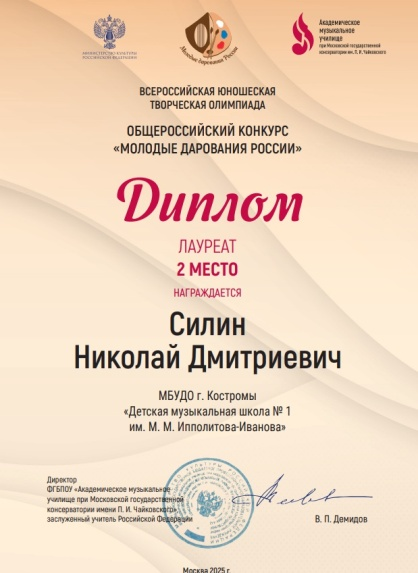 МИНИСТЕРСТВО КУЛЬТУРЫ
РОССИЙСКОЙ ФЕДЕРАЦИИ
Молодые дарования России
Академическое
музыкальное
училище
при Московской государственной
консерватории им. П. И. Чайковского
ВСЕРОССИЙСКАЯ ЮНОШЕСКАЯ
ТВОРЧЕСКАЯ ОЛИМПИАДА
ОБЩЕРОССИЙСКИЙ КОНКУРС
«МОЛОДЫЕ ДАРОВАНИЯ РОССИИ»
Диплом
ЛАУРЕАТ
2 МЕСТО
НАГРАЖДАЕТСЯ
Силин
Николай Дмитриевич
МБУДО г. Костромы
«Детская музыкальная школа № 1
им. М. М. Ипполитова-Иванова»
Директор
ФГБПОУ «Академическое музыкальное
училище при Московской государственной
консерватории имени П. И. Чайковского»,
заслуженный учитель Российской Федерации
В. П. Демидов
Москва 2025 г.